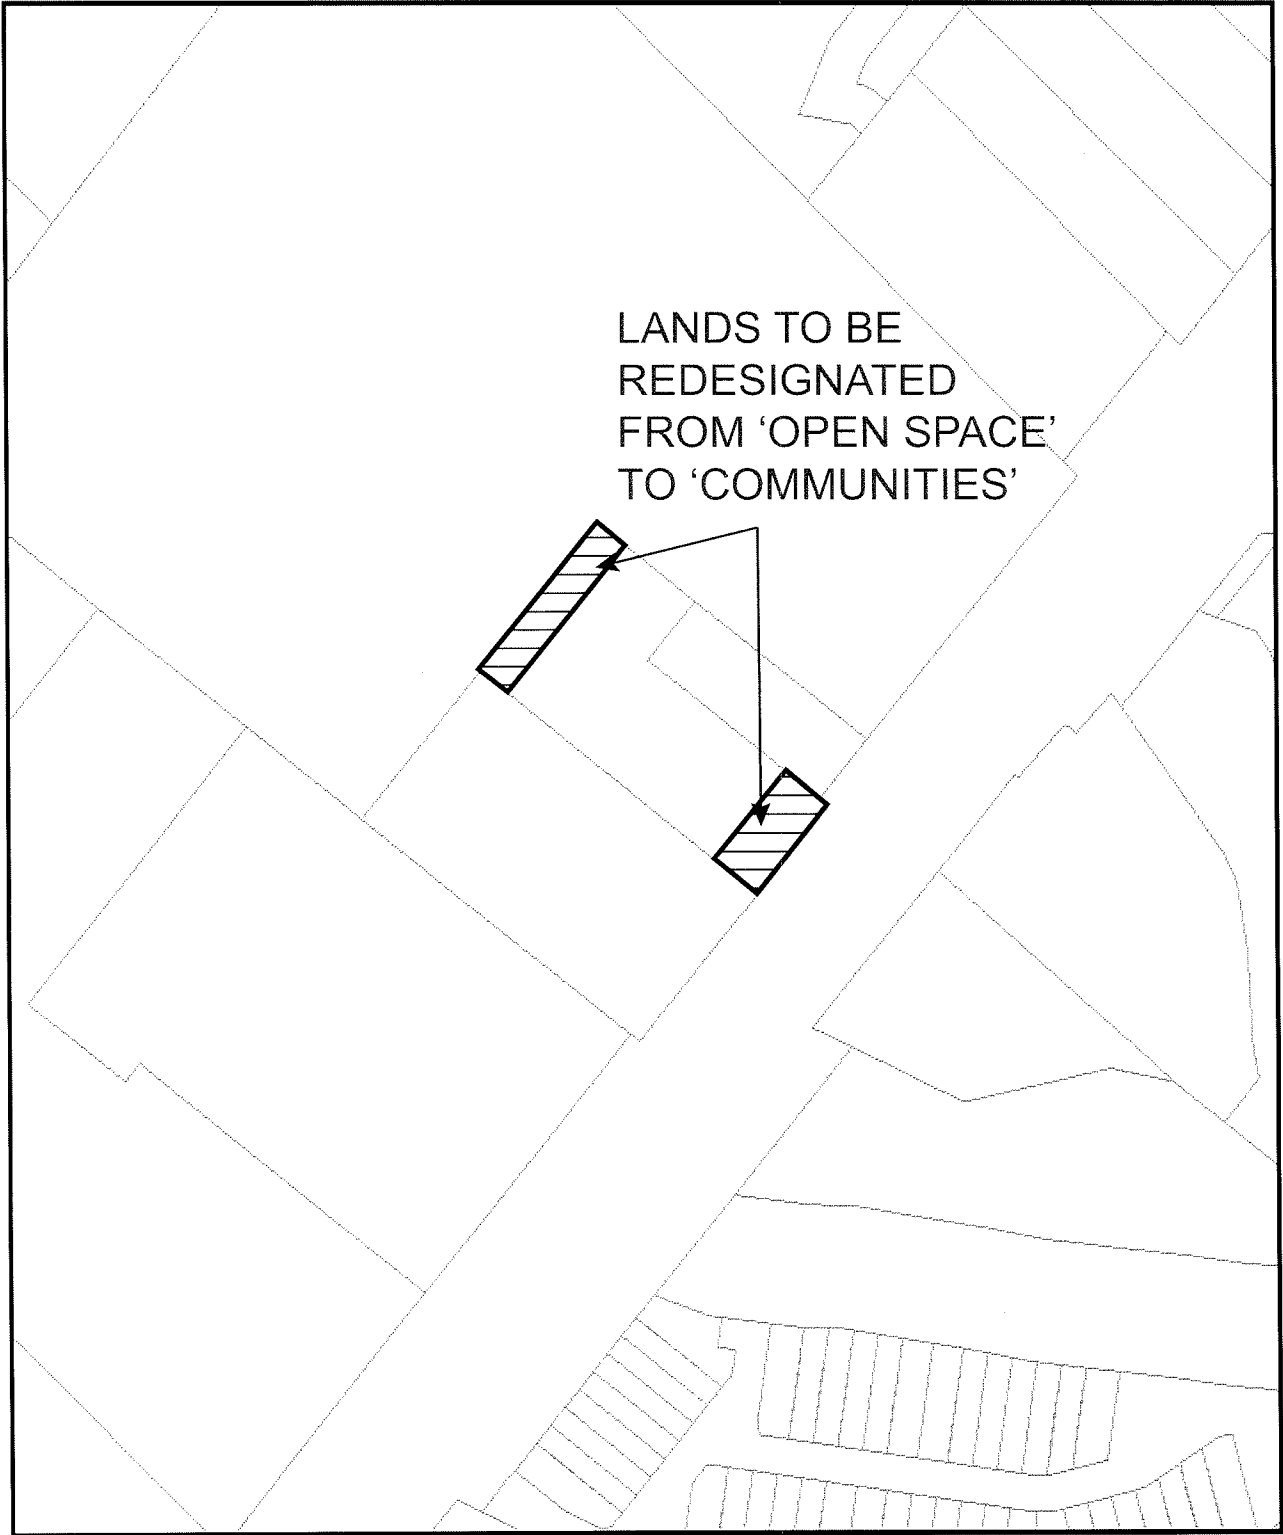 LANDS TO BE
REDESIGNATED
FROM ‘OPEN SPACE’
TO ‘COMMUNITIES’